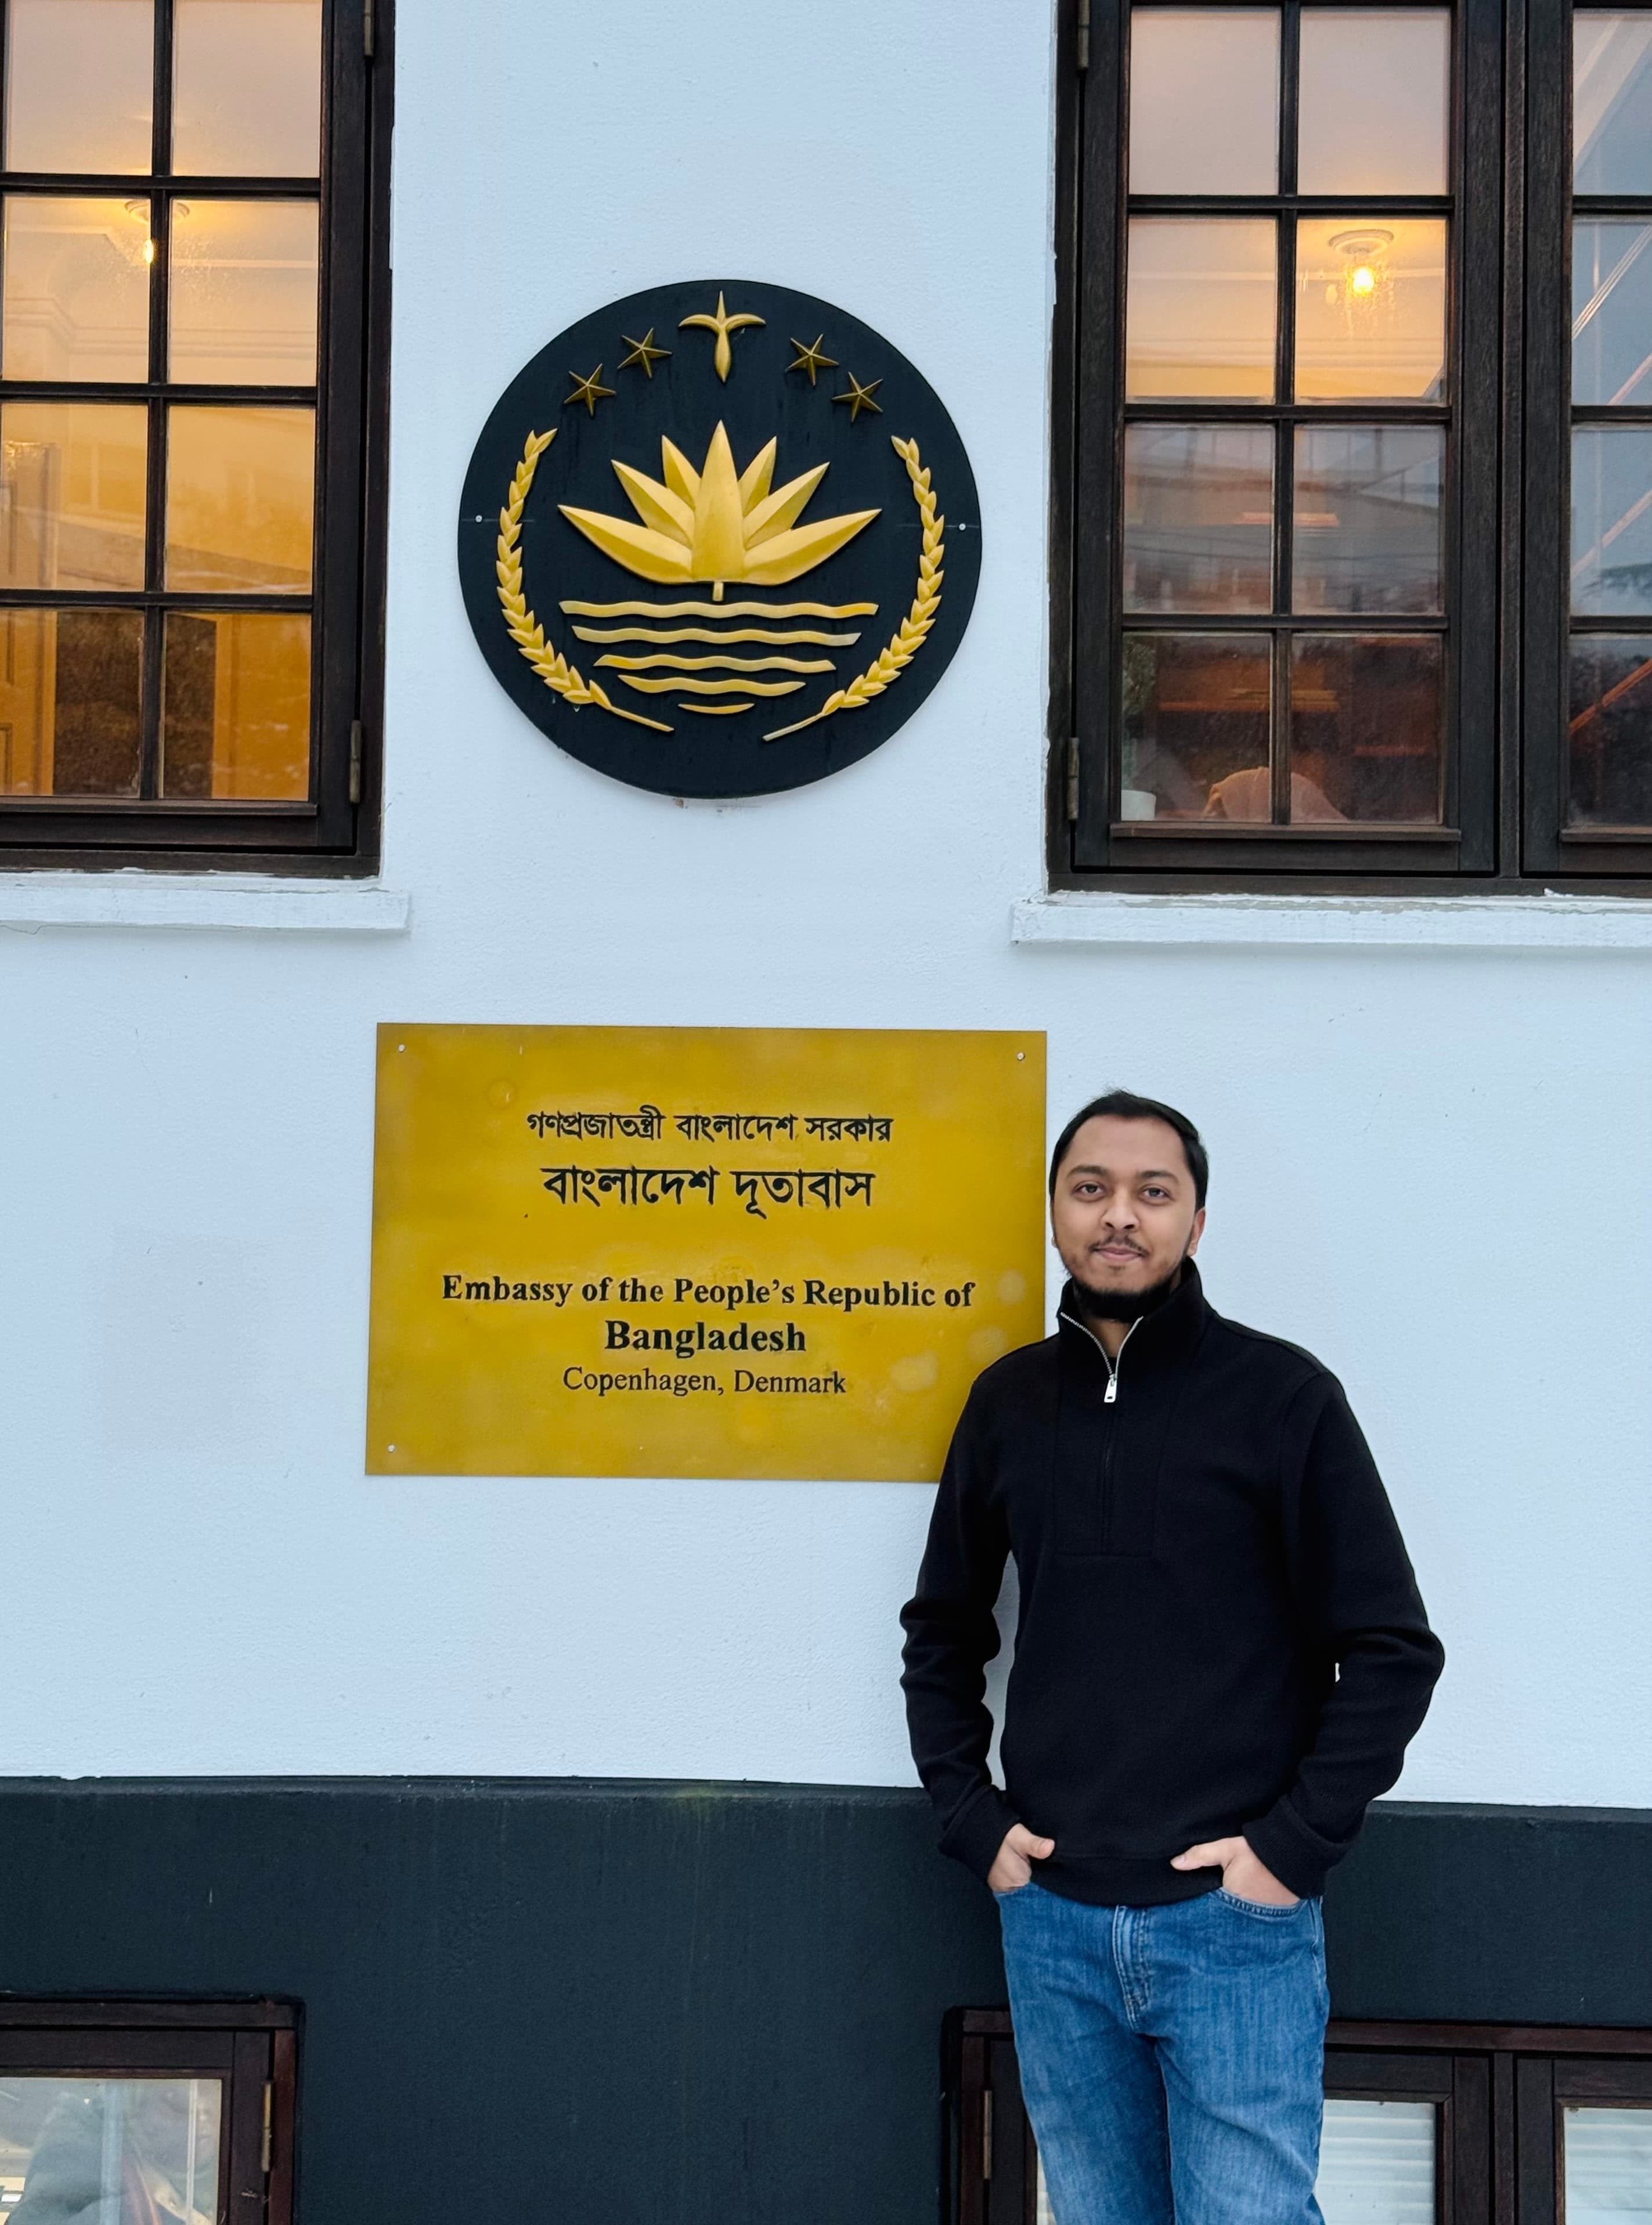 গণপ্রজাতন্ত্রী বাংলাদেশ সরকার
বাংলাদেশ দূতাবাস
Embassy of the People's Republic of
Bangladesh
Copenhagen, Denmark